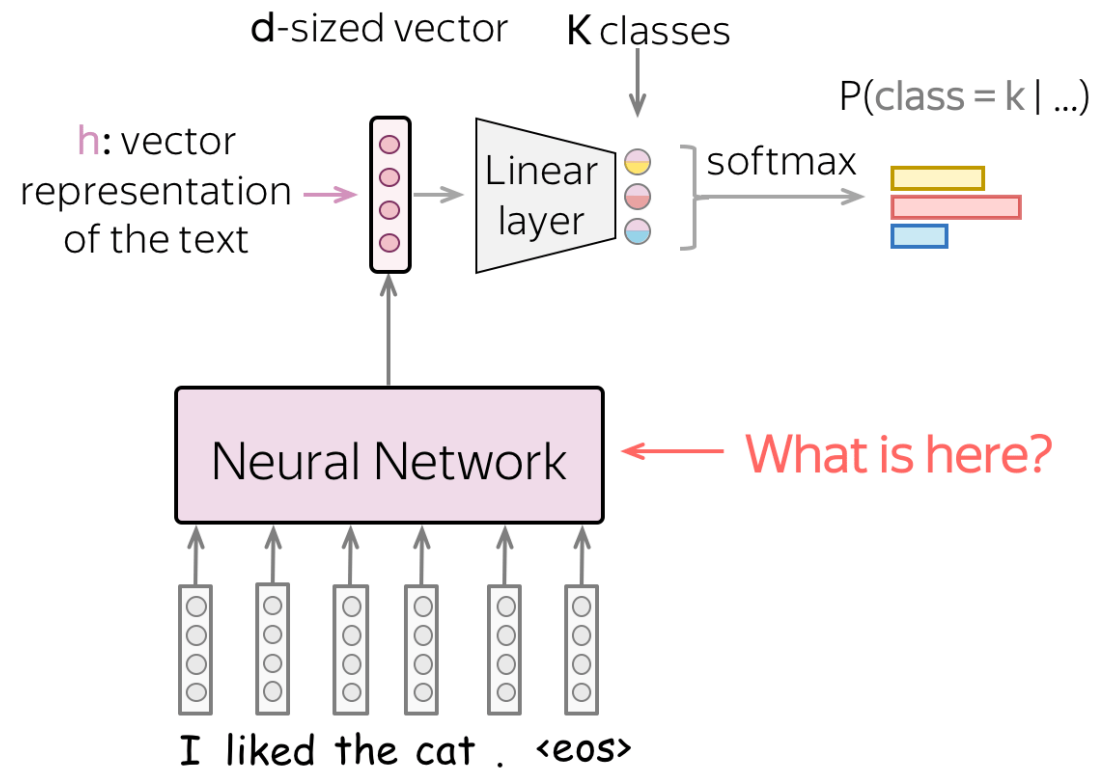 d-sized vector
K classes
P(class = k | ...)
h: vector
representation
of the text
Linear
layer
softmax
Neural Network
What is here?
I liked the cat . <eos>